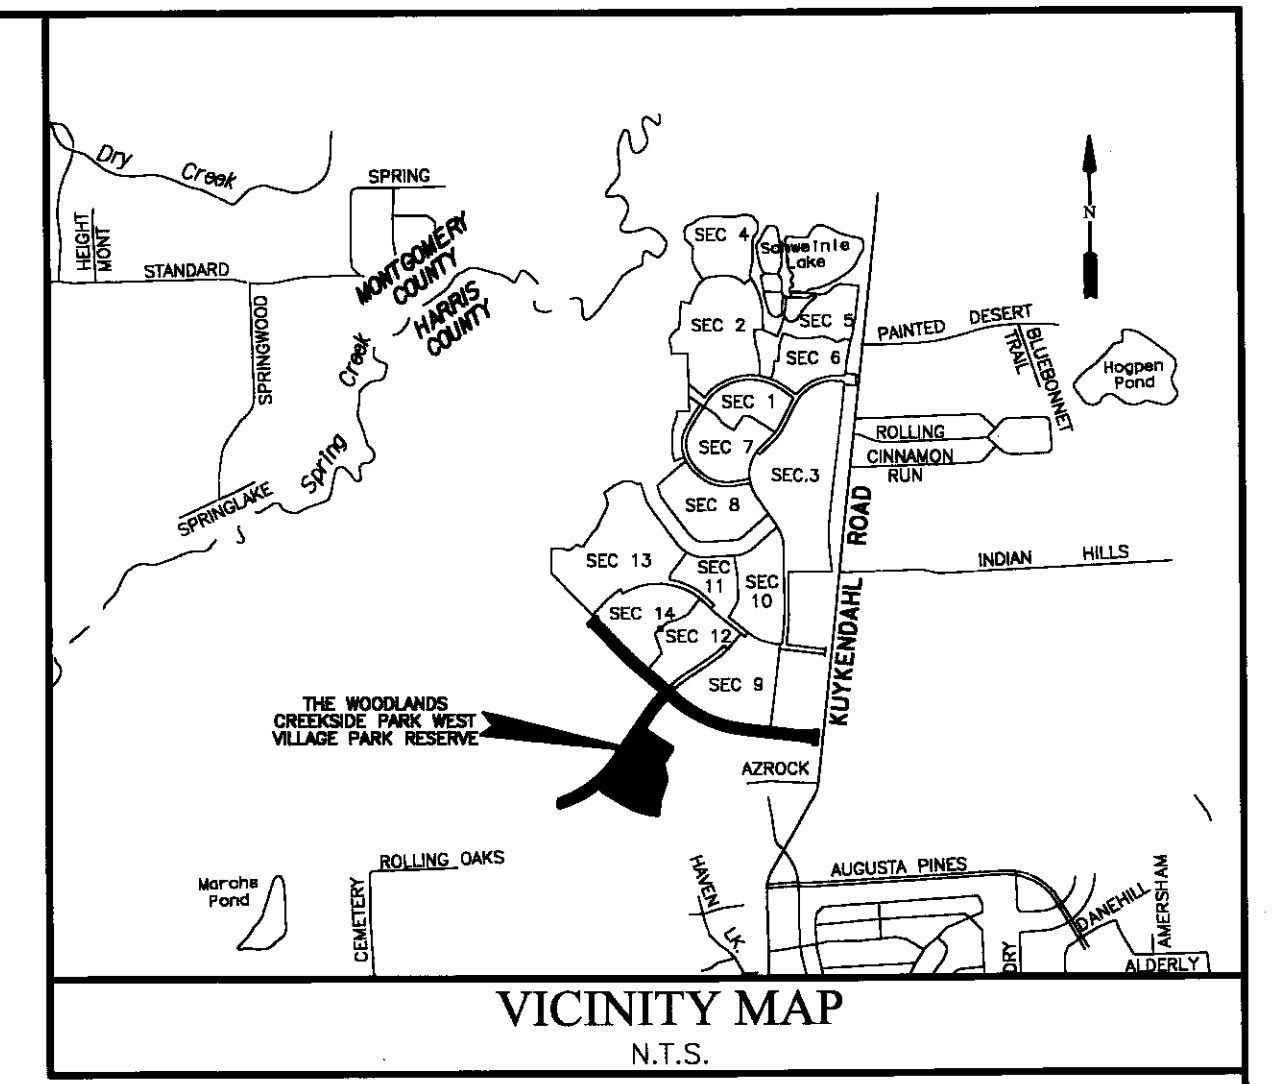 Dry Creek
SPRING
HEIGHT
MONT
STANDARD
MONTGOMERY
COUNTY
HARRIS
COUNTY
SPRINGWOOD
Spring Creek
SPRINGLAKE
N
SEC 4
Schweinle
Lake
SEC 2
SEC 5
SEC 6
SEC 1
SEC 7
SEC.3
SEC 8
SEC 13
SEC
11
SEC
10
SEC 14
SEC 12
SEC 9
PAINTED DESERT
BLUEBONNET
TRAIL
Hogpen
Pond
ROLLING
CINNAMON
RUN
KUYKENDAHL ROAD
INDIAN HILLS
THE WOODLANDS
CREEKSIDE PARK WEST
VILLAGE PARK RESERVE
AZROCK
ROLLING OAKS
Marchs
Pond
CEMETERY
HAVEN
LK.
AUGUSTA PINES
DANEHILL
AMERSHAM
DRY
ALDERLY
VICINITY MAP
N.T.S.